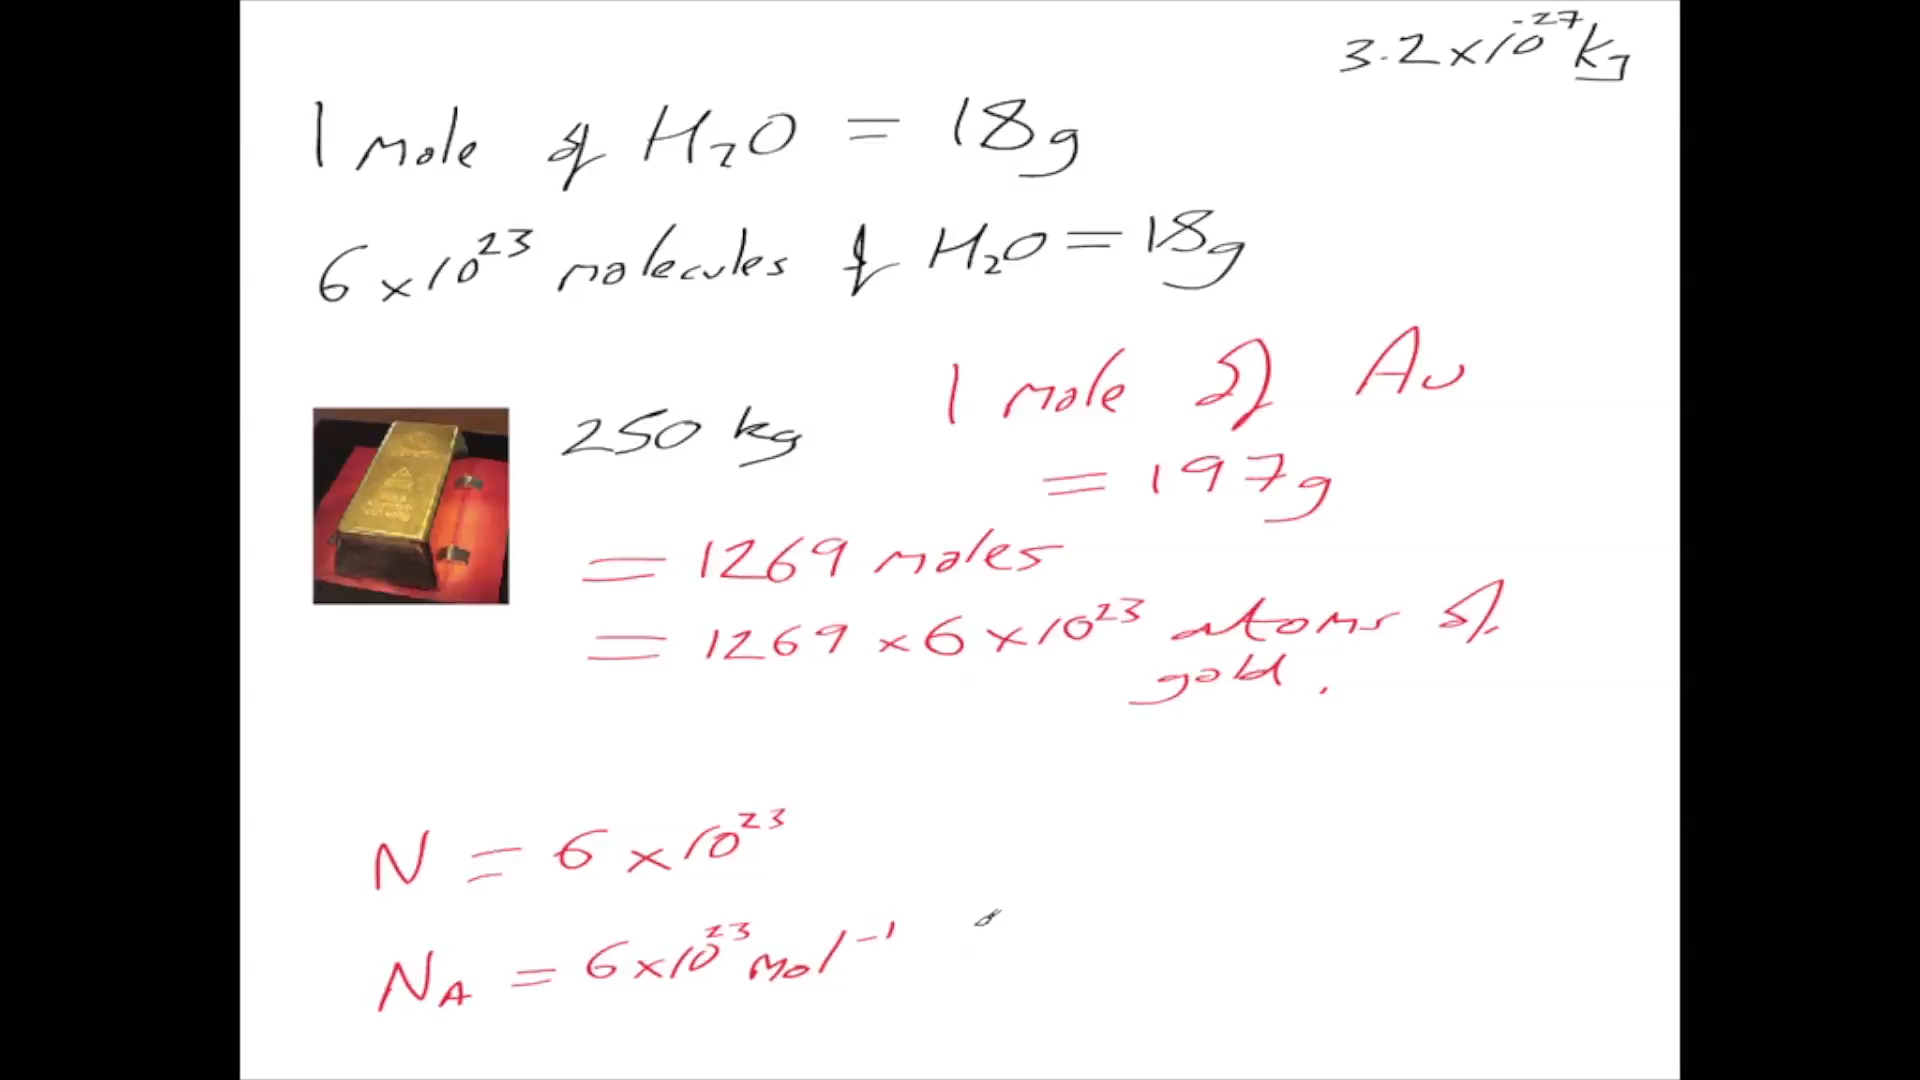 3.2 x 10⁻²⁷ kg
1 mole of H₂O = 18g
6 x 10²³ molecules of H₂O = 18g
1 mole of Au
250 kg
= 197g
= 1269 moles
= 1269 x 6 x 10²³ atoms of
gold.
N = 6 x 10²³
N_A = 6 x 10²³ mol⁻¹